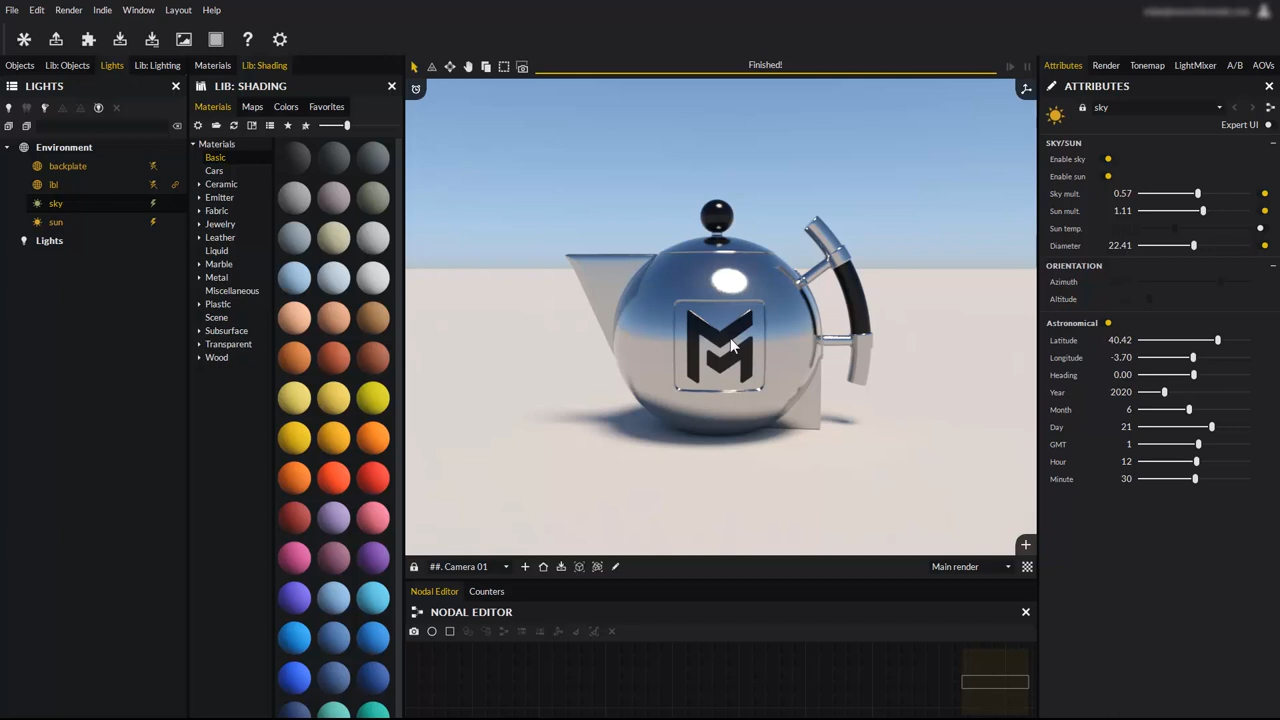 File Edit Render Indie Window Layout Help
Objects Lib: Objects Lights Lib: Lighting Materials Lib: Shading
Finished!
Attributes Render Tonemap LightMixer A/B AOVs
LIGHTS
LIB: SHADING
ATTRIBUTES
Materials Maps Colors Favorites
sky
Expert UI
Environment
backplate
ibl
sky
sun
Lights
Materials
Basic
Cars
Ceramic
Emitter
Fabric
Jewelry
Leather
Liquid
Marble
Metal
Miscellaneous
Plastic
Scene
Subsurface
Transparent
Wood
SKY/SUN
Enable sky
Enable sun
Sky mult. 0.57
Sun mult. 1.11
Sun temp.
Diameter 22.41
ORIENTATION
Azimuth
Altitude
Astronomical
Latitude 40.42
Longitude -3.70
Heading 0.00
Year 2020
Month 6
Day 21
GMT 1
Hour 12
Minute 30
##. Camera 01
Main render
Nodal Editor Counters
NODAL EDITOR